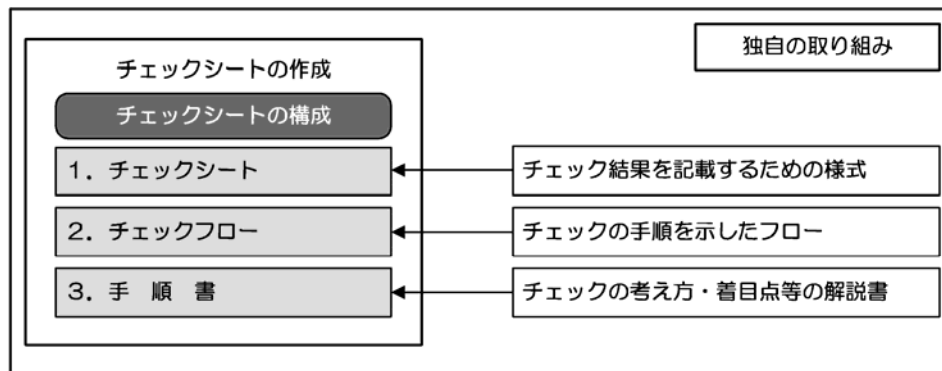 独自の取り組み
チェックシートの作成
チェックシートの構成
1．チェックシート
チェック結果を記載するための様式
2．チェックフロー
チェックの手順を示したフロー
3．手　順　書
チェックの考え方・着目点等の解説書